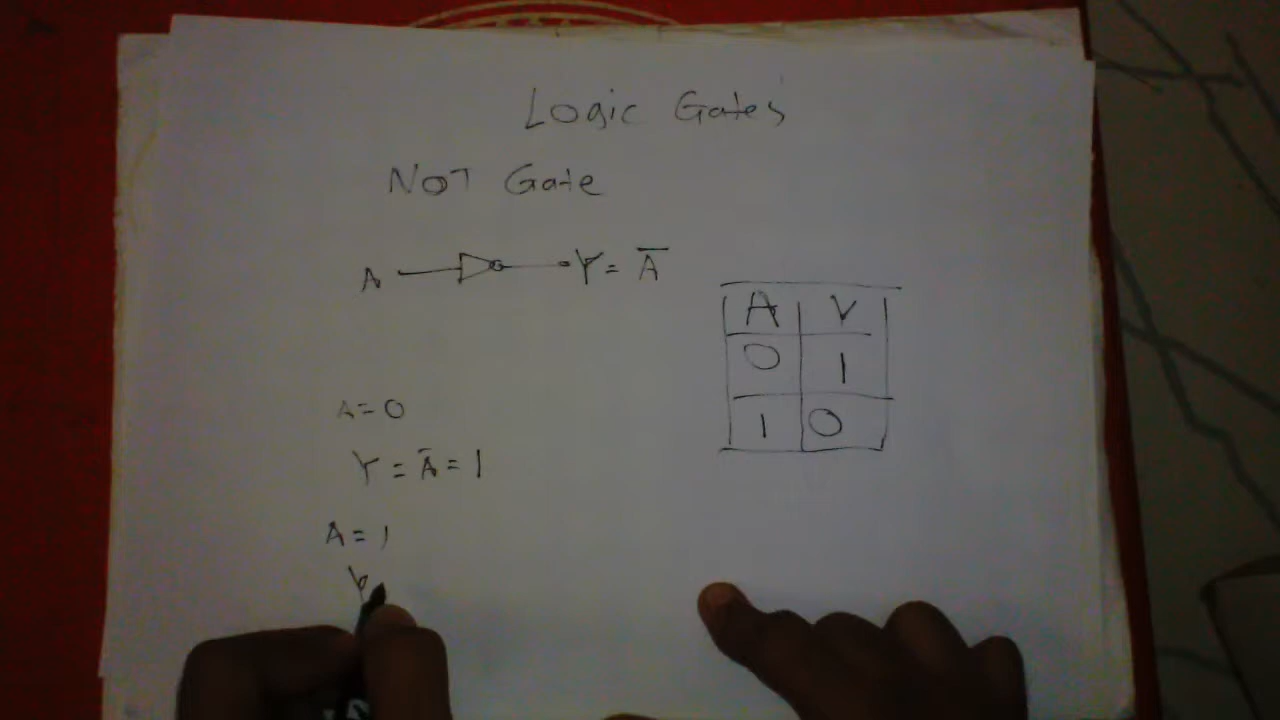 Logic Gates
NOT Gate
A Y = A̅
A Y
0 1
1 0
A = 0
Y = A̅ = 1
A = 1
Y